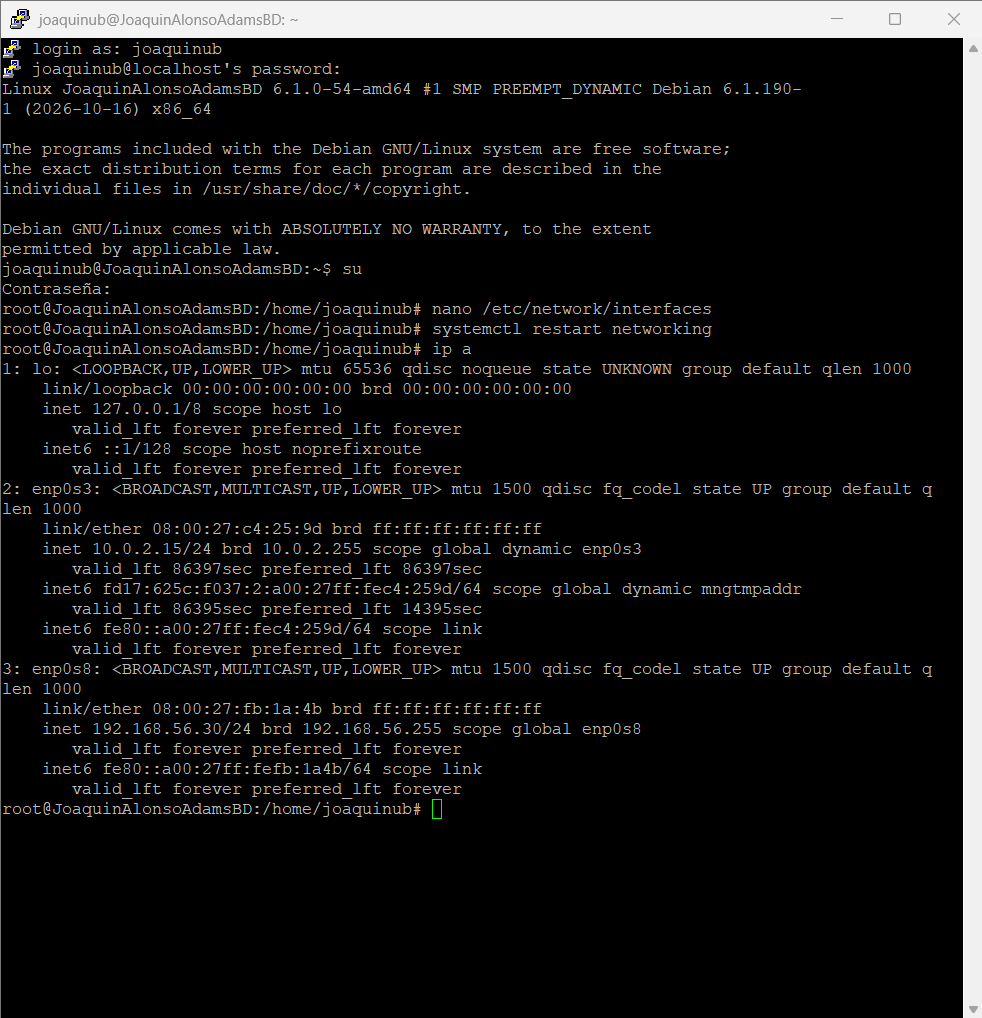 joaquinub@JoaquinAlonsoAdamsBD: ~
login as: joaquinub
joaquinub@localhost's password:
Linux JoaquinAlonsoAdamsBD 6.1.0-54-amd64 #1 SMP PREEMPT_DYNAMIC Debian 6.1.190-
1 (2026-10-16) x86_64

The programs included with the Debian GNU/Linux system are free software;
the exact distribution terms for each program are described in the
individual files in /usr/share/doc/*/copyright.

Debian GNU/Linux comes with ABSOLUTELY NO WARRANTY, to the extent
permitted by applicable law.
joaquinub@JoaquinAlonsoAdamsBD:~$ su
Contraseña:
root@JoaquinAlonsoAdamsBD:/home/joaquinub# nano /etc/network/interfaces
root@JoaquinAlonsoAdamsBD:/home/joaquinub# systemctl restart networking
root@JoaquinAlonsoAdamsBD:/home/joaquinub# ip a
1: lo: <LOOPBACK,UP,LOWER_UP> mtu 65536 qdisc noqueue state UNKNOWN group default qlen 1000
    link/loopback 00:00:00:00:00:00 brd 00:00:00:00:00:00
    inet 127.0.0.1/8 scope host lo
       valid_lft forever preferred_lft forever
    inet6 ::1/128 scope host noprefixroute
       valid_lft forever preferred_lft forever
2: enp0s3: <BROADCAST,MULTICAST,UP,LOWER_UP> mtu 1500 qdisc fq_codel state UP group default q
len 1000
    link/ether 08:00:27:c4:25:9d brd ff:ff:ff:ff:ff:ff
    inet 10.0.2.15/24 brd 10.0.2.255 scope global dynamic enp0s3
       valid_lft 86397sec preferred_lft 86397sec
    inet6 fd17:625c:f037:2:a00:27ff:fec4:259d/64 scope global dynamic mngtmpaddr
       valid_lft 86395sec preferred_lft 14395sec
    inet6 fe80::a00:27ff:fec4:259d/64 scope link
       valid_lft forever preferred_lft forever
3: enp0s8: <BROADCAST,MULTICAST,UP,LOWER_UP> mtu 1500 qdisc fq_codel state UP group default q
len 1000
    link/ether 08:00:27:fb:1a:4b brd ff:ff:ff:ff:ff:ff
    inet 192.168.56.30/24 brd 192.168.56.255 scope global enp0s8
       valid_lft forever preferred_lft forever
    inet6 fe80::a00:27ff:fefb:1a4b/64 scope link
       valid_lft forever preferred_lft forever
root@JoaquinAlonsoAdamsBD:/home/joaquinub#